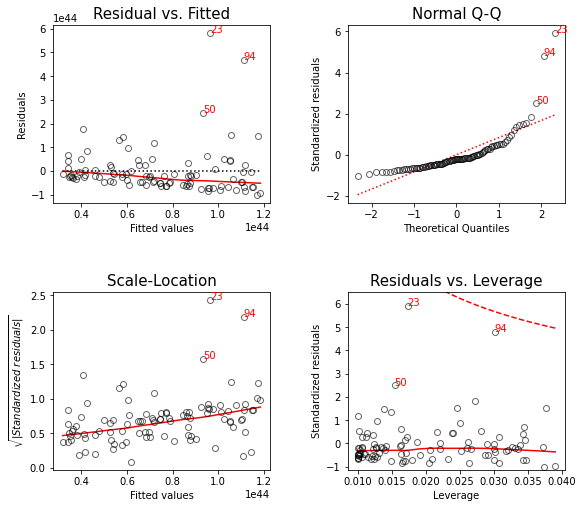 Residual vs. Fitted
1e44
6
5
4
3
2
1
0
−1
Residuals
23
94
50
0.4 0.6 0.8 1.0 1.2
Fitted values
1e44
Normal Q-Q
6
4
2
0
−2
Standardized residuals
23
94
50
−2 −1 0 1 2
Theoretical Quantiles
Scale-Location
2.5
2.0
1.5
1.0
0.5
0.0
√|Standardized residuals|
23
94
50
0.4 0.6 0.8 1.0 1.2
Fitted values
1e44
Residuals vs. Leverage
6
5
4
3
2
1
0
−1
Standardized residuals
23
94
50
0.010 0.015 0.020 0.025 0.030 0.035 0.040
Leverage